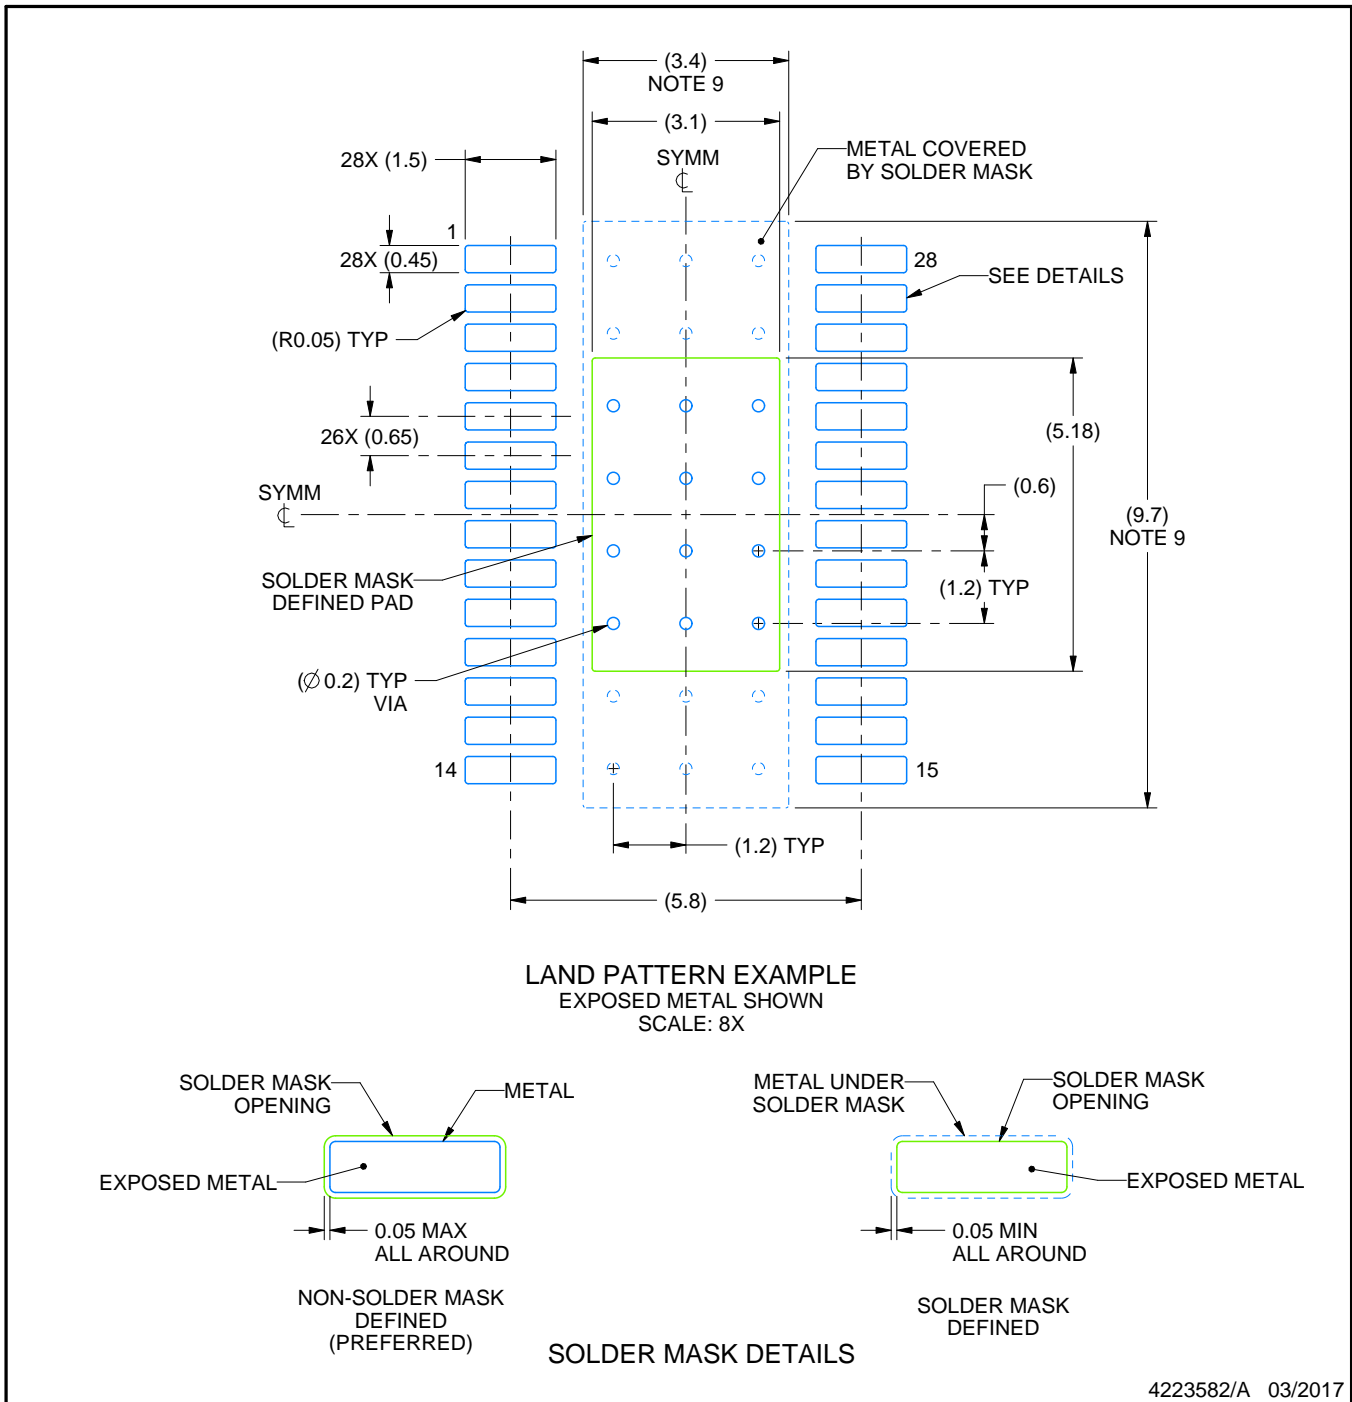 (3.4)
NOTE 9
(3.1)
SYMM
METAL COVERED
BY SOLDER MASK
28X (1.5)
1
28X (0.45)
28
SEE DETAILS
(R0.05) TYP
(5.18)
26X (0.65)
(0.6)
SYMM
(9.7)
NOTE 9
SOLDER MASK
DEFINED PAD
(1.2) TYP
(Ø 0.2) TYP
VIA
14
15
(1.2) TYP
(5.8)
LAND PATTERN EXAMPLE
EXPOSED METAL SHOWN
SCALE: 8X
SOLDER MASK
OPENING
METAL
EXPOSED METAL
0.05 MAX
ALL AROUND
NON-SOLDER MASK
DEFINED
(PREFERRED)
METAL UNDER
SOLDER MASK
SOLDER MASK
OPENING
EXPOSED METAL
0.05 MIN
ALL AROUND
SOLDER MASK
DEFINED
SOLDER MASK DETAILS
4223582/A 03/2017